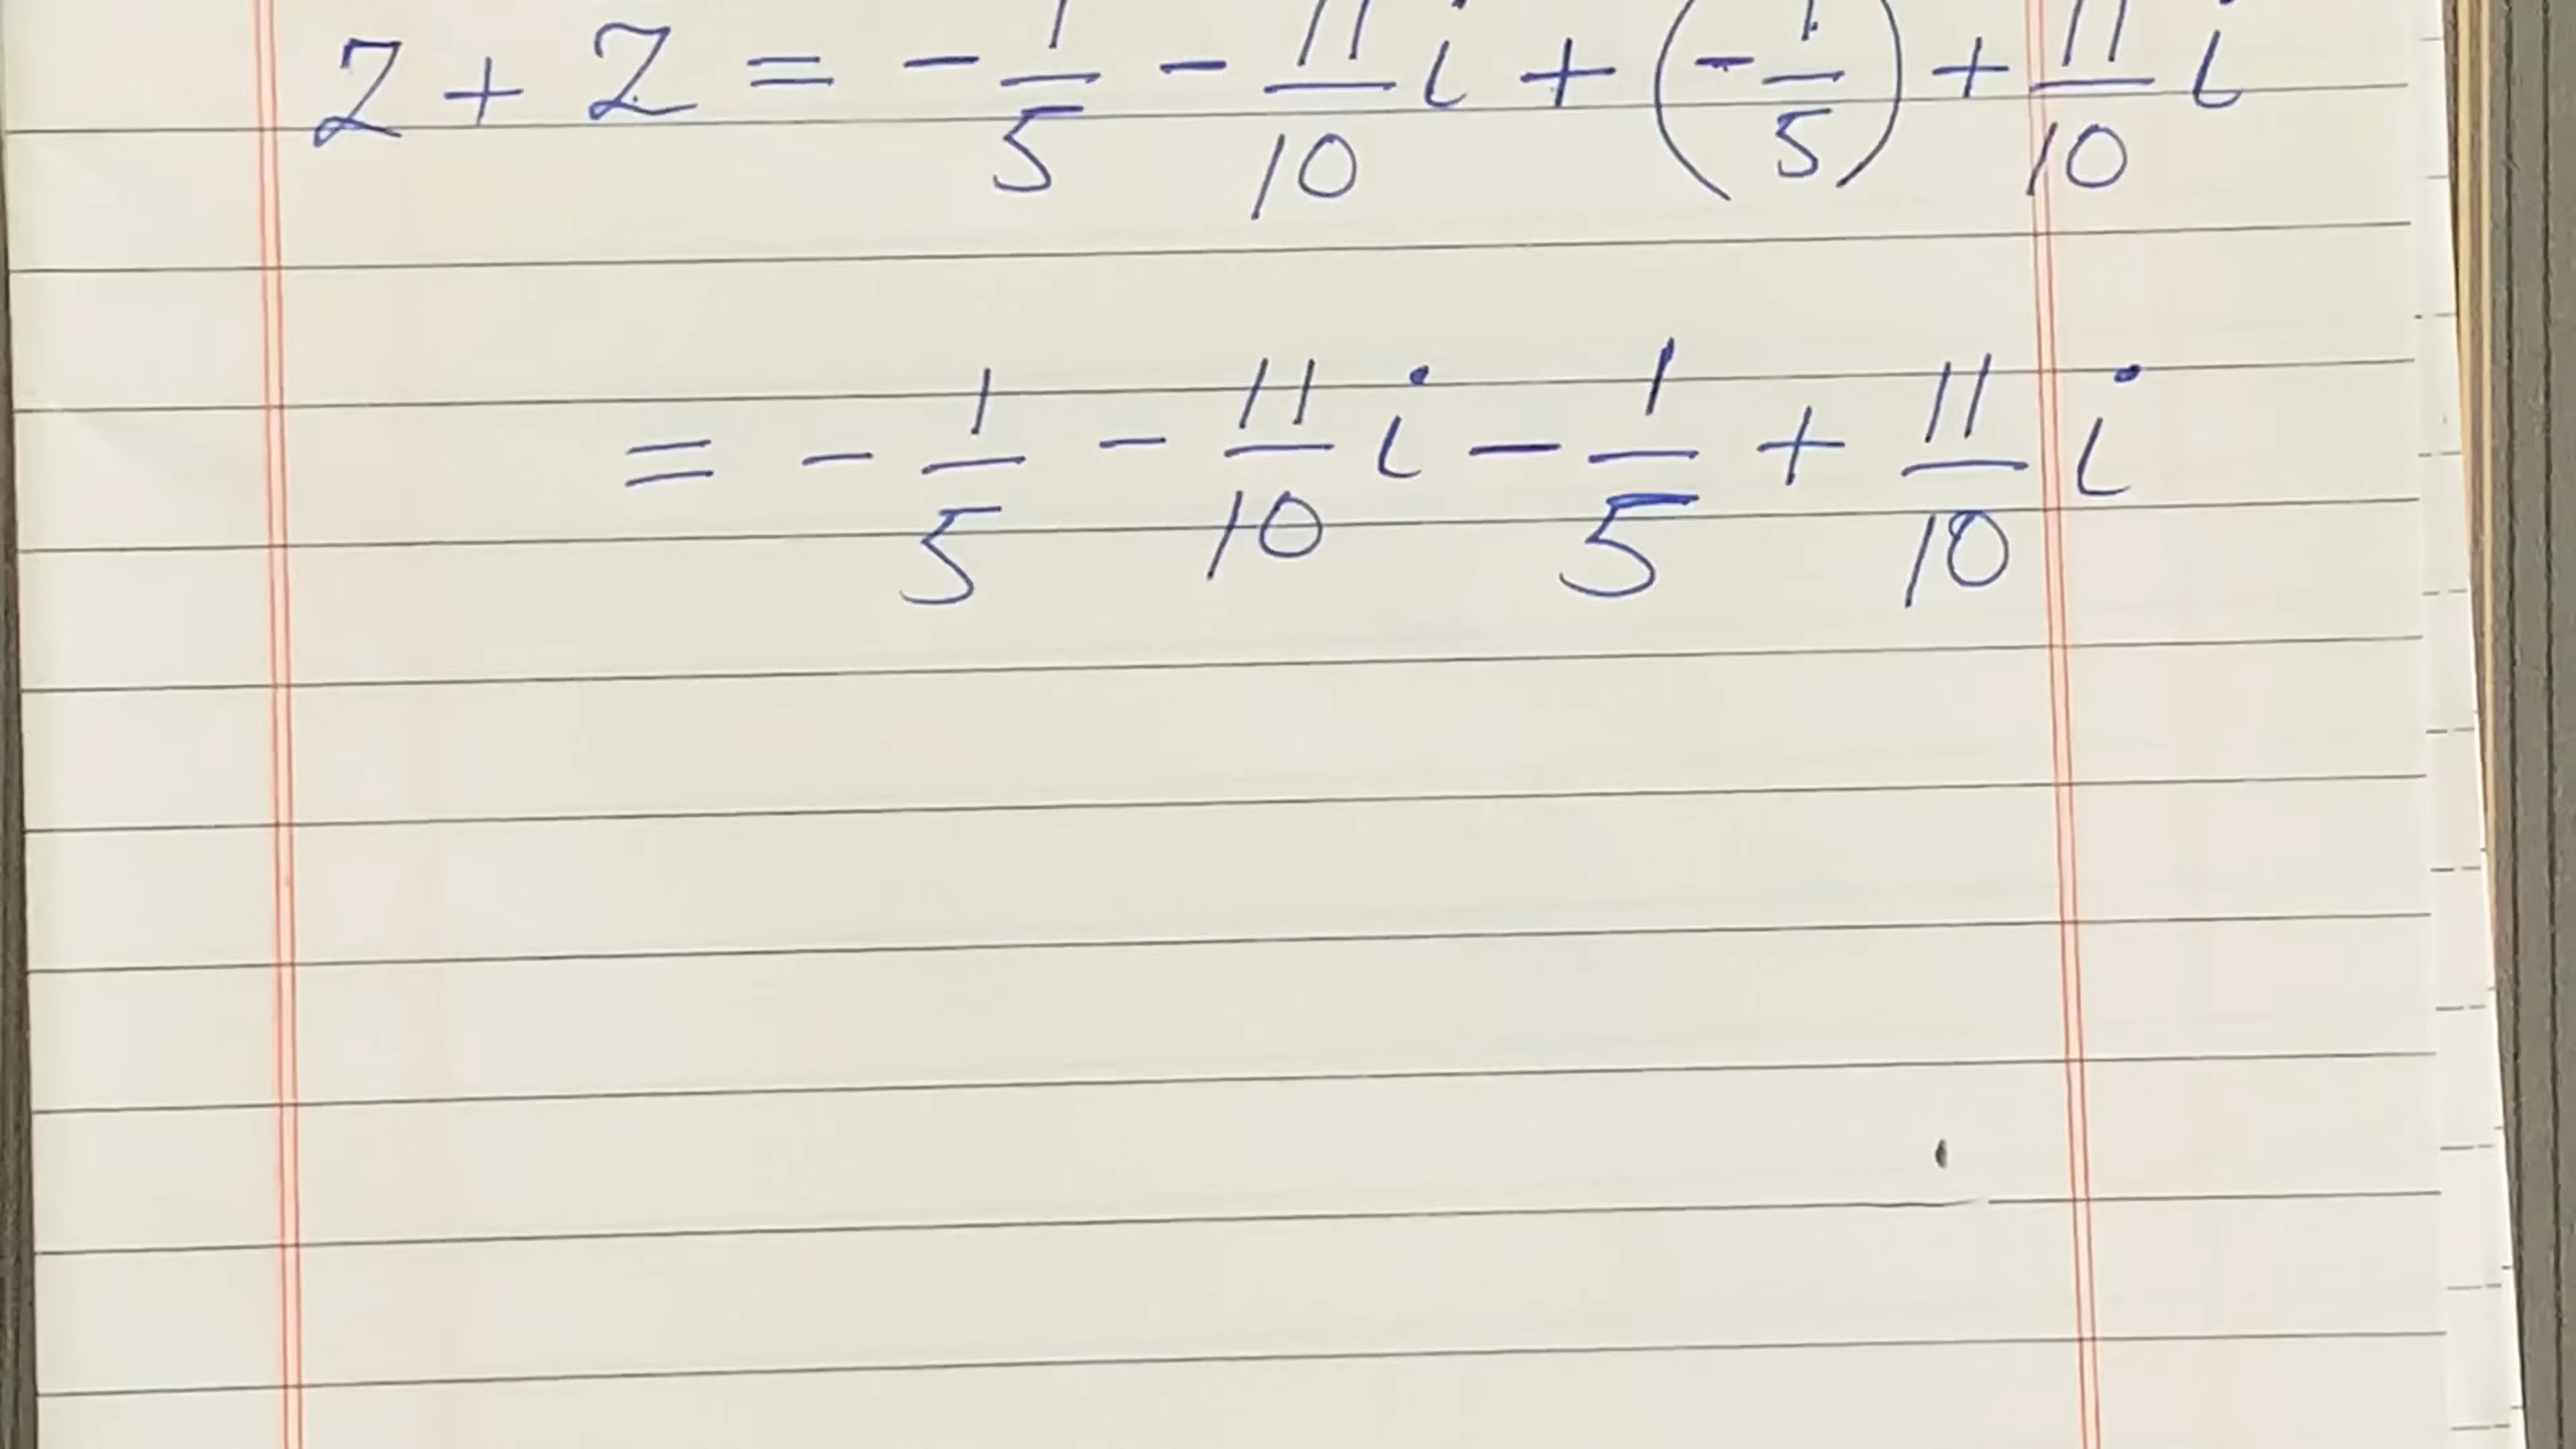 Z + Z = - 1/5 - 11/10 i + (- 1/5) + 11/10 i
= - 1/5 - 11/10 i - 1/5 + 11/10 i